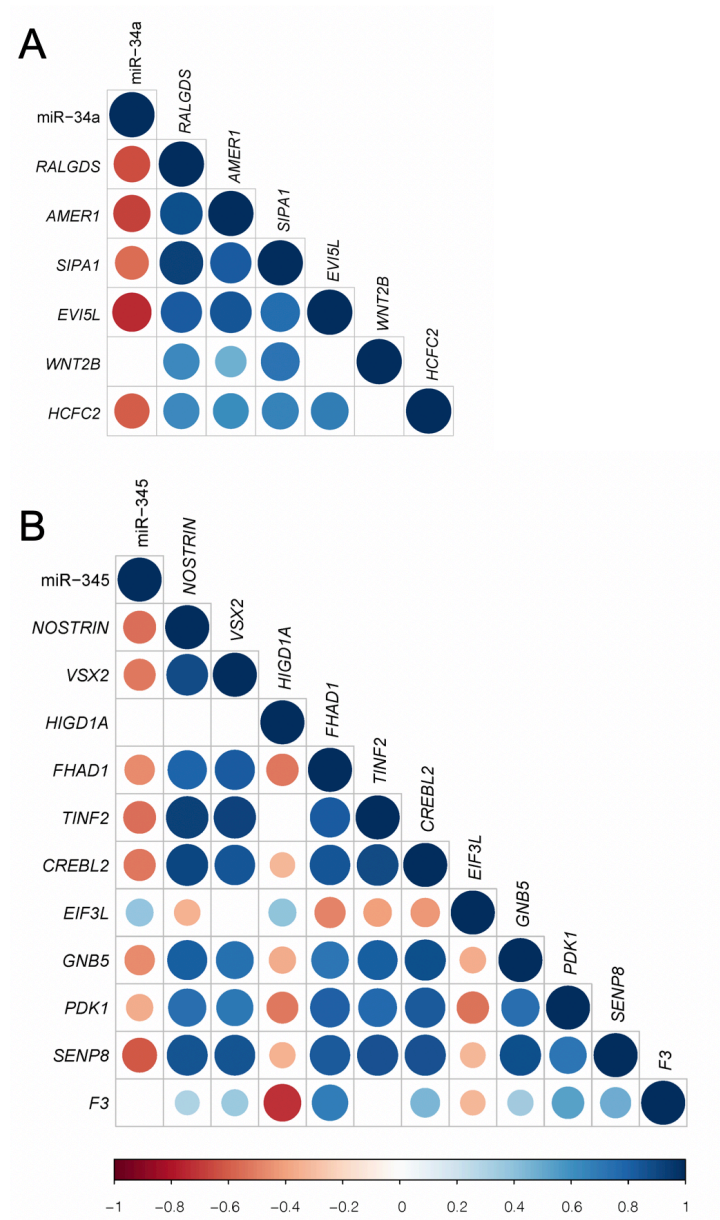 A
miR−34a
RALGDS
AMER1
SIPA1
EVI5L
WNT2B
HCFC2
miR−34a
RALGDS
AMER1
SIPA1
EVI5L
WNT2B
HCFC2
B
miR−345
NOSTRIN
VSX2
HIGD1A
FHAD1
TINF2
CREBL2
EIF3L
GNB5
PDK1
SENP8
F3
miR−345
NOSTRIN
VSX2
HIGD1A
FHAD1
TINF2
CREBL2
EIF3L
GNB5
PDK1
SENP8
F3
−1 −0.8 −0.6 −0.4 −0.2 0 0.2 0.4 0.6 0.8 1